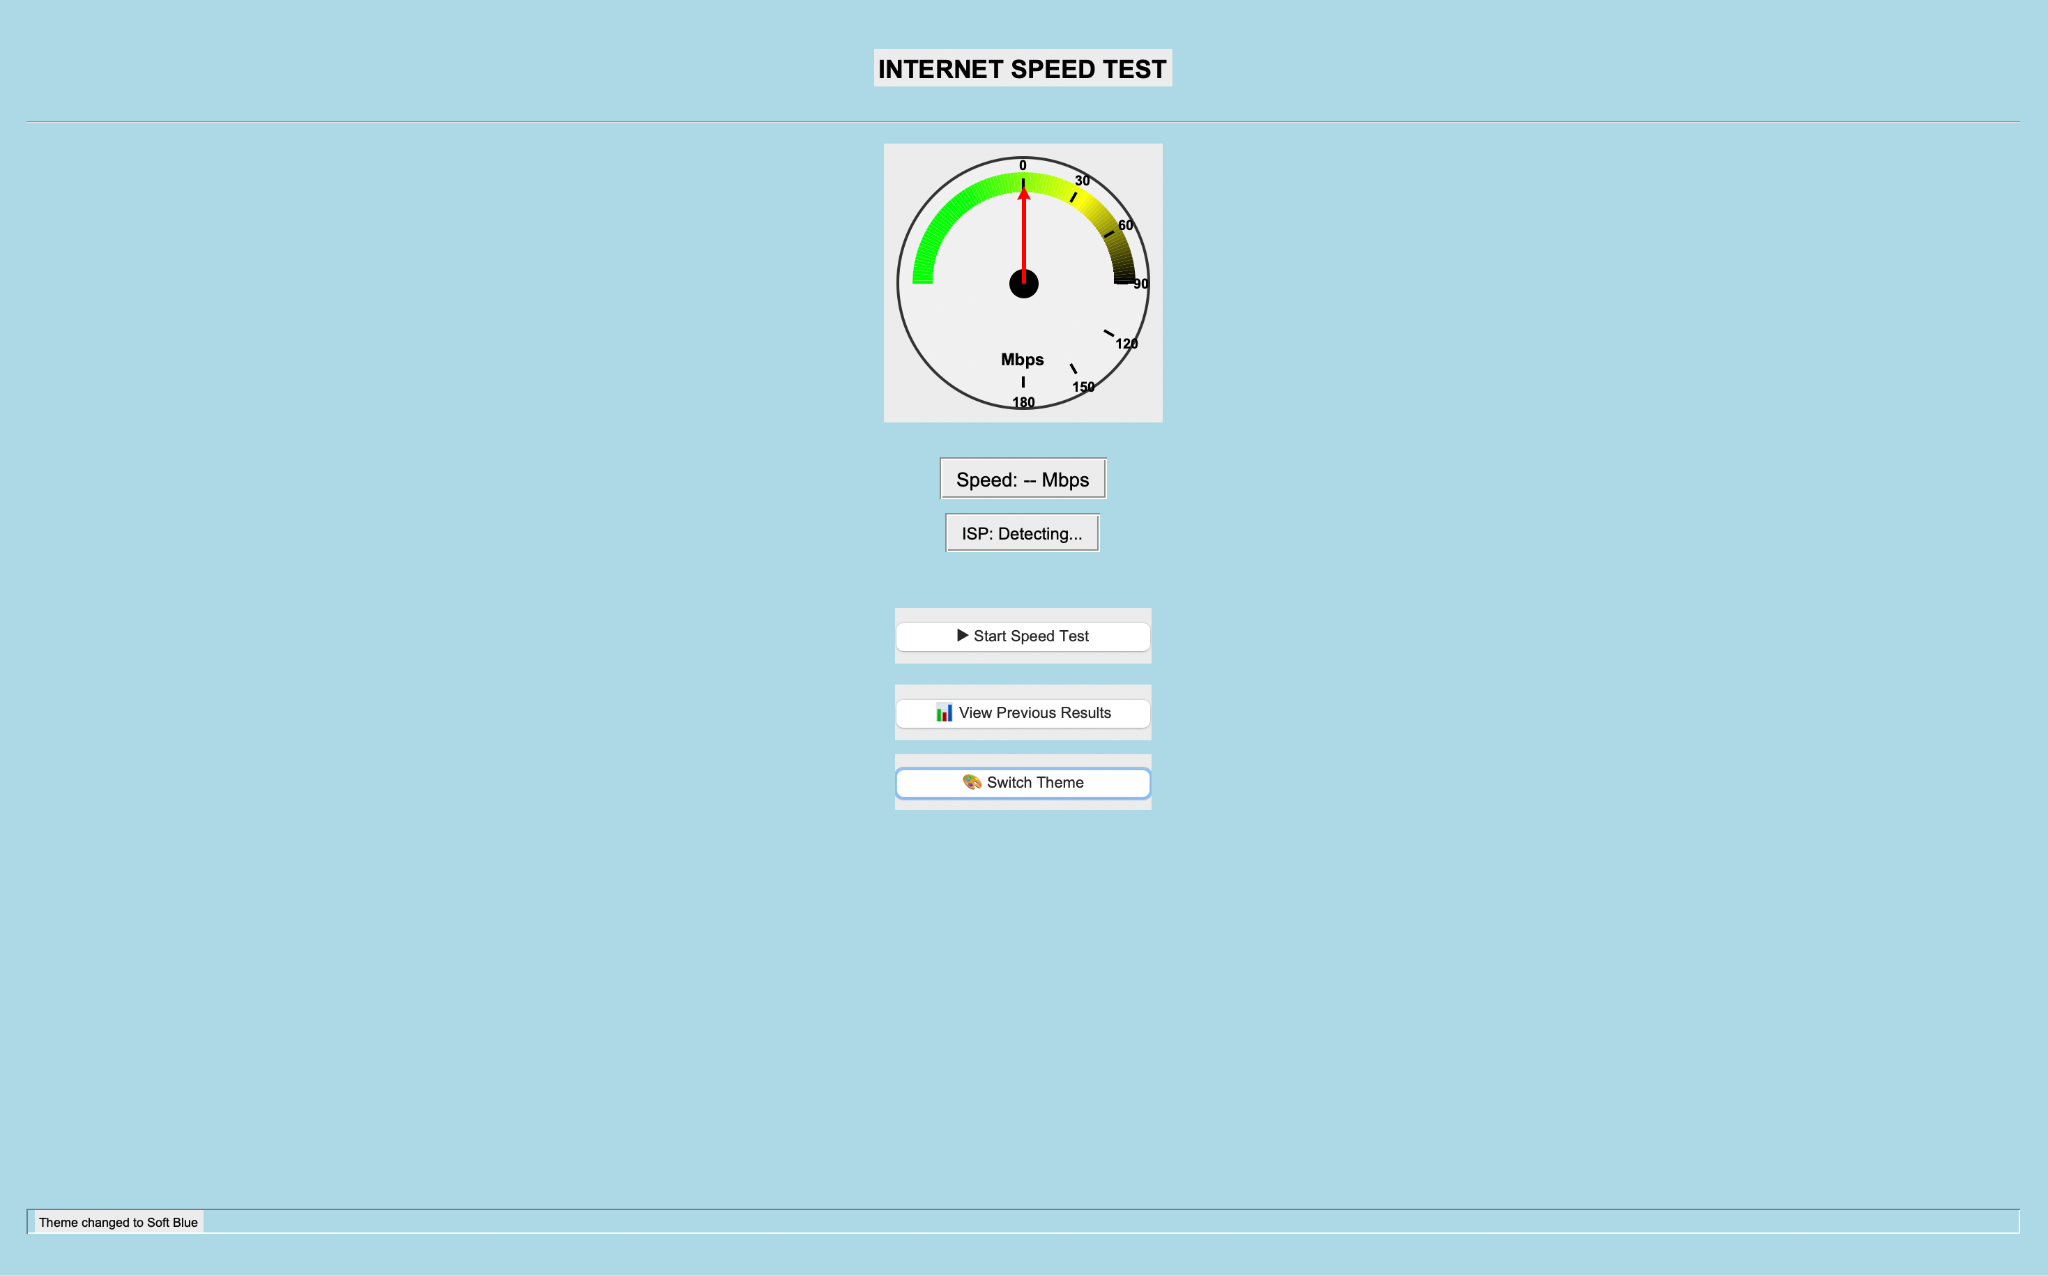 INTERNET SPEED TEST
0
30
60
90
120
150
180
Mbps
Speed: -- Mbps
ISP: Detecting...
▶ Start Speed Test
📊 View Previous Results
🎨 Switch Theme
Theme changed to Soft Blue